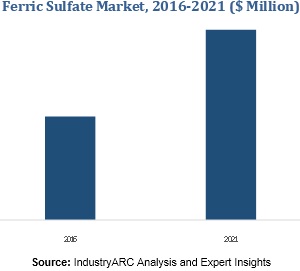 Ferric Sulfate Market, 2016-2021 ($ Million)
2016 2021
Source: IndustryARC Analysis and Expert Insights